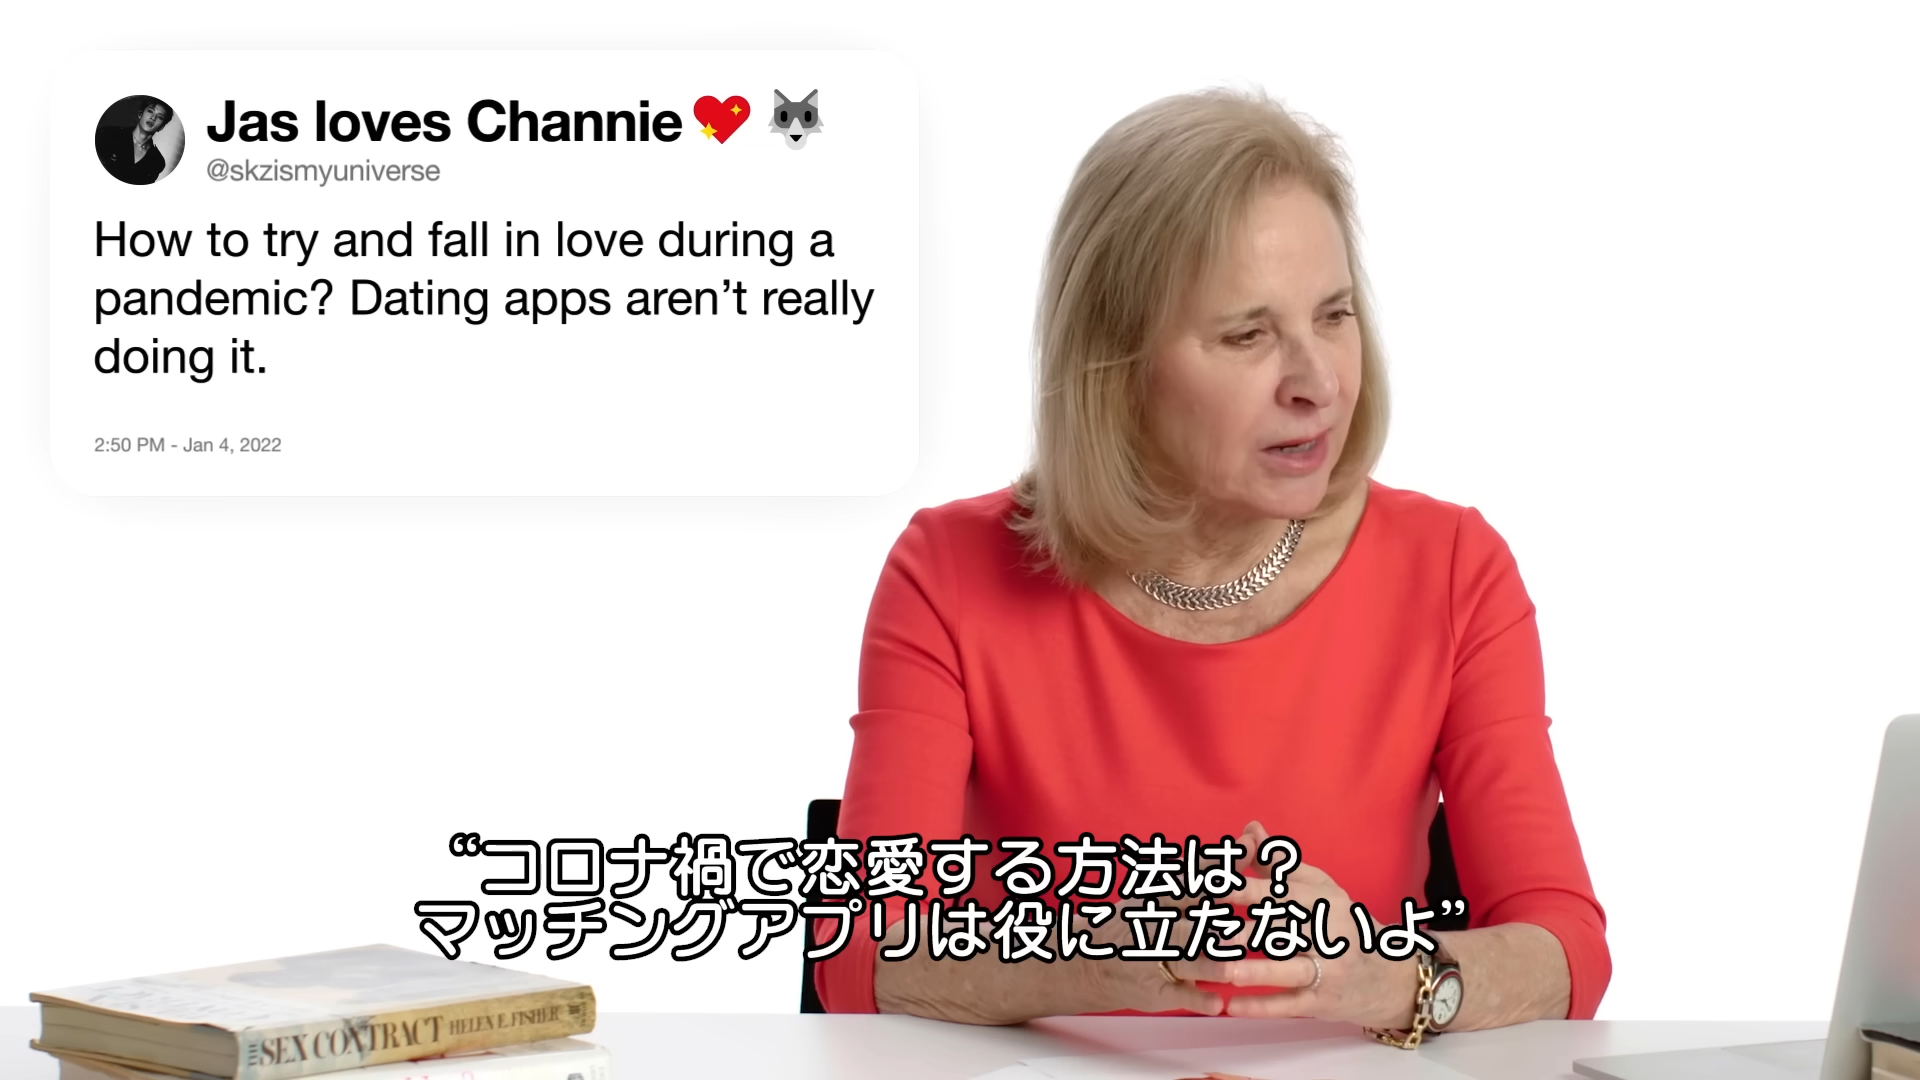 Jas loves Channie💖 🐺
@skzismyuniverse
How to try and fall in love during a
pandemic? Dating apps aren’t really
doing it.
2:50 PM - Jan 4, 2022
“コロナ禍で恋愛する方法は？
マッチングアプリは役に立たないよ”
THE SEX CONTRACT HELEN E. FISHER